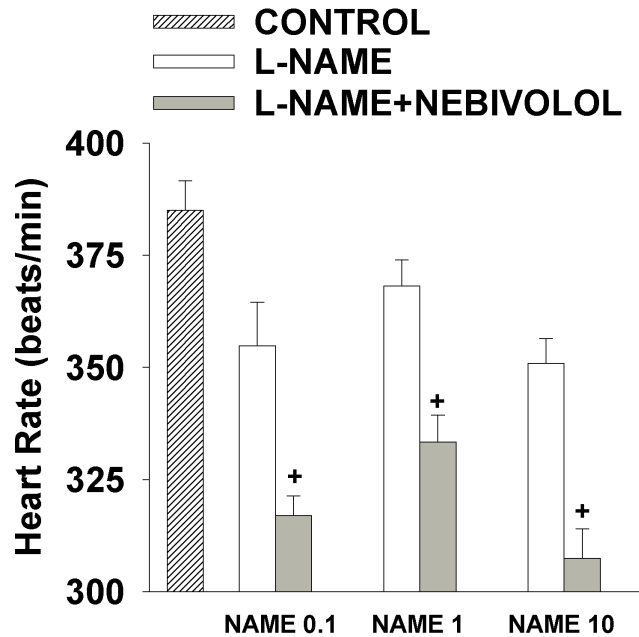 CONTROL
L-NAME
L-NAME+NEBIVOLOL
Heart Rate (beats/min)
400
375
350
325
300
+
+
+
NAME 0.1 NAME 1 NAME 10